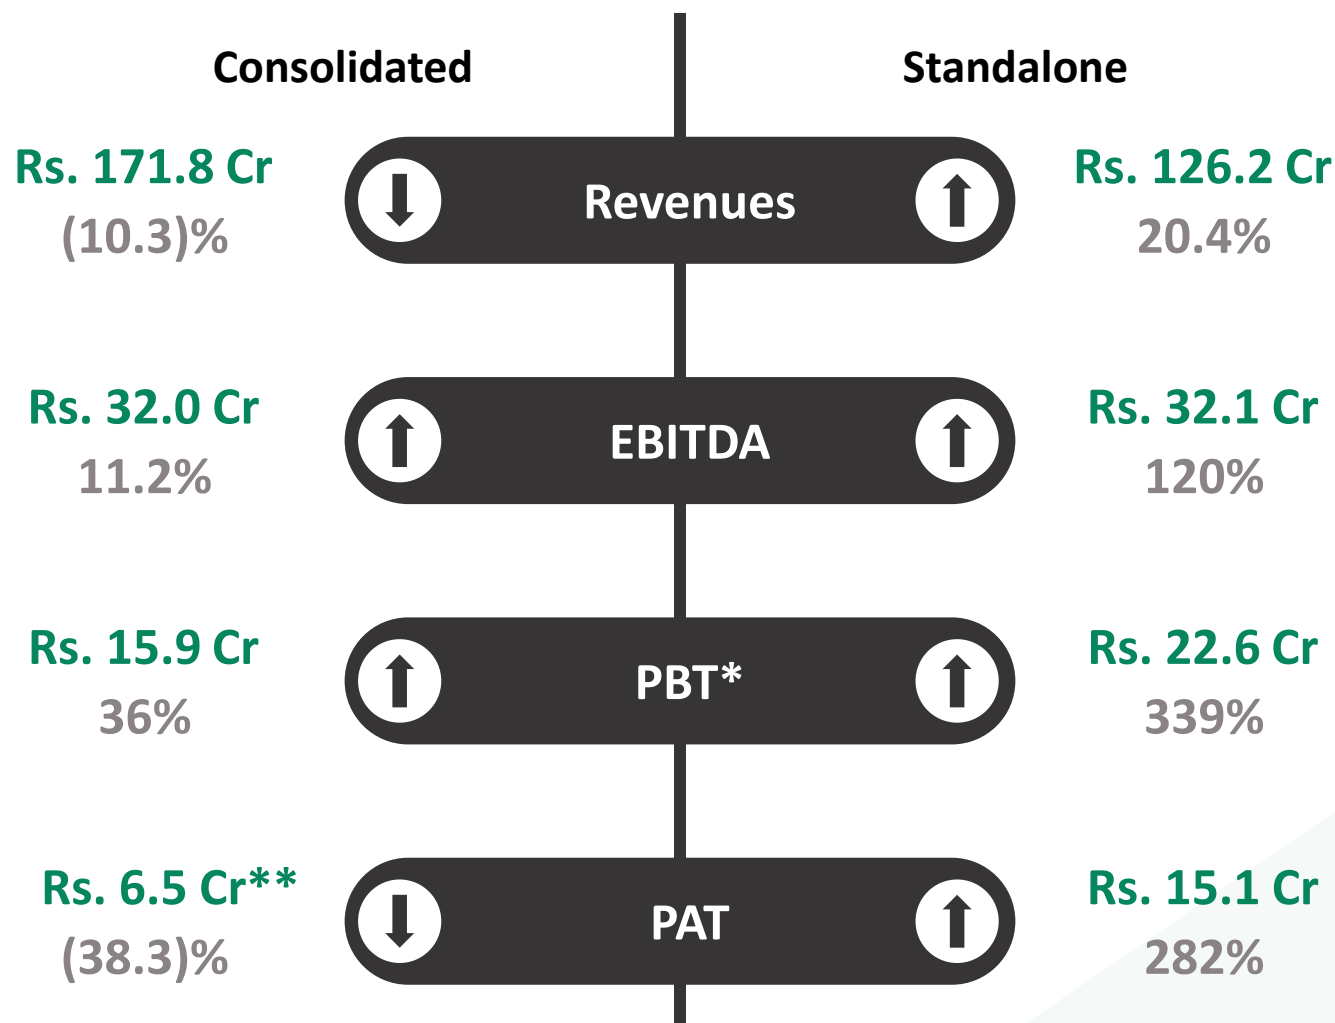 Consolidated
Standalone
Rs. 171.8 Cr
(10.3)%
Revenues
Rs. 126.2 Cr
20.4%
Rs. 32.0 Cr
11.2%
EBITDA
Rs. 32.1 Cr
120%
Rs. 15.9 Cr
36%
PBT*
Rs. 22.6 Cr
339%
Rs. 6.5 Cr**
(38.3)%
PAT
Rs. 15.1 Cr
282%